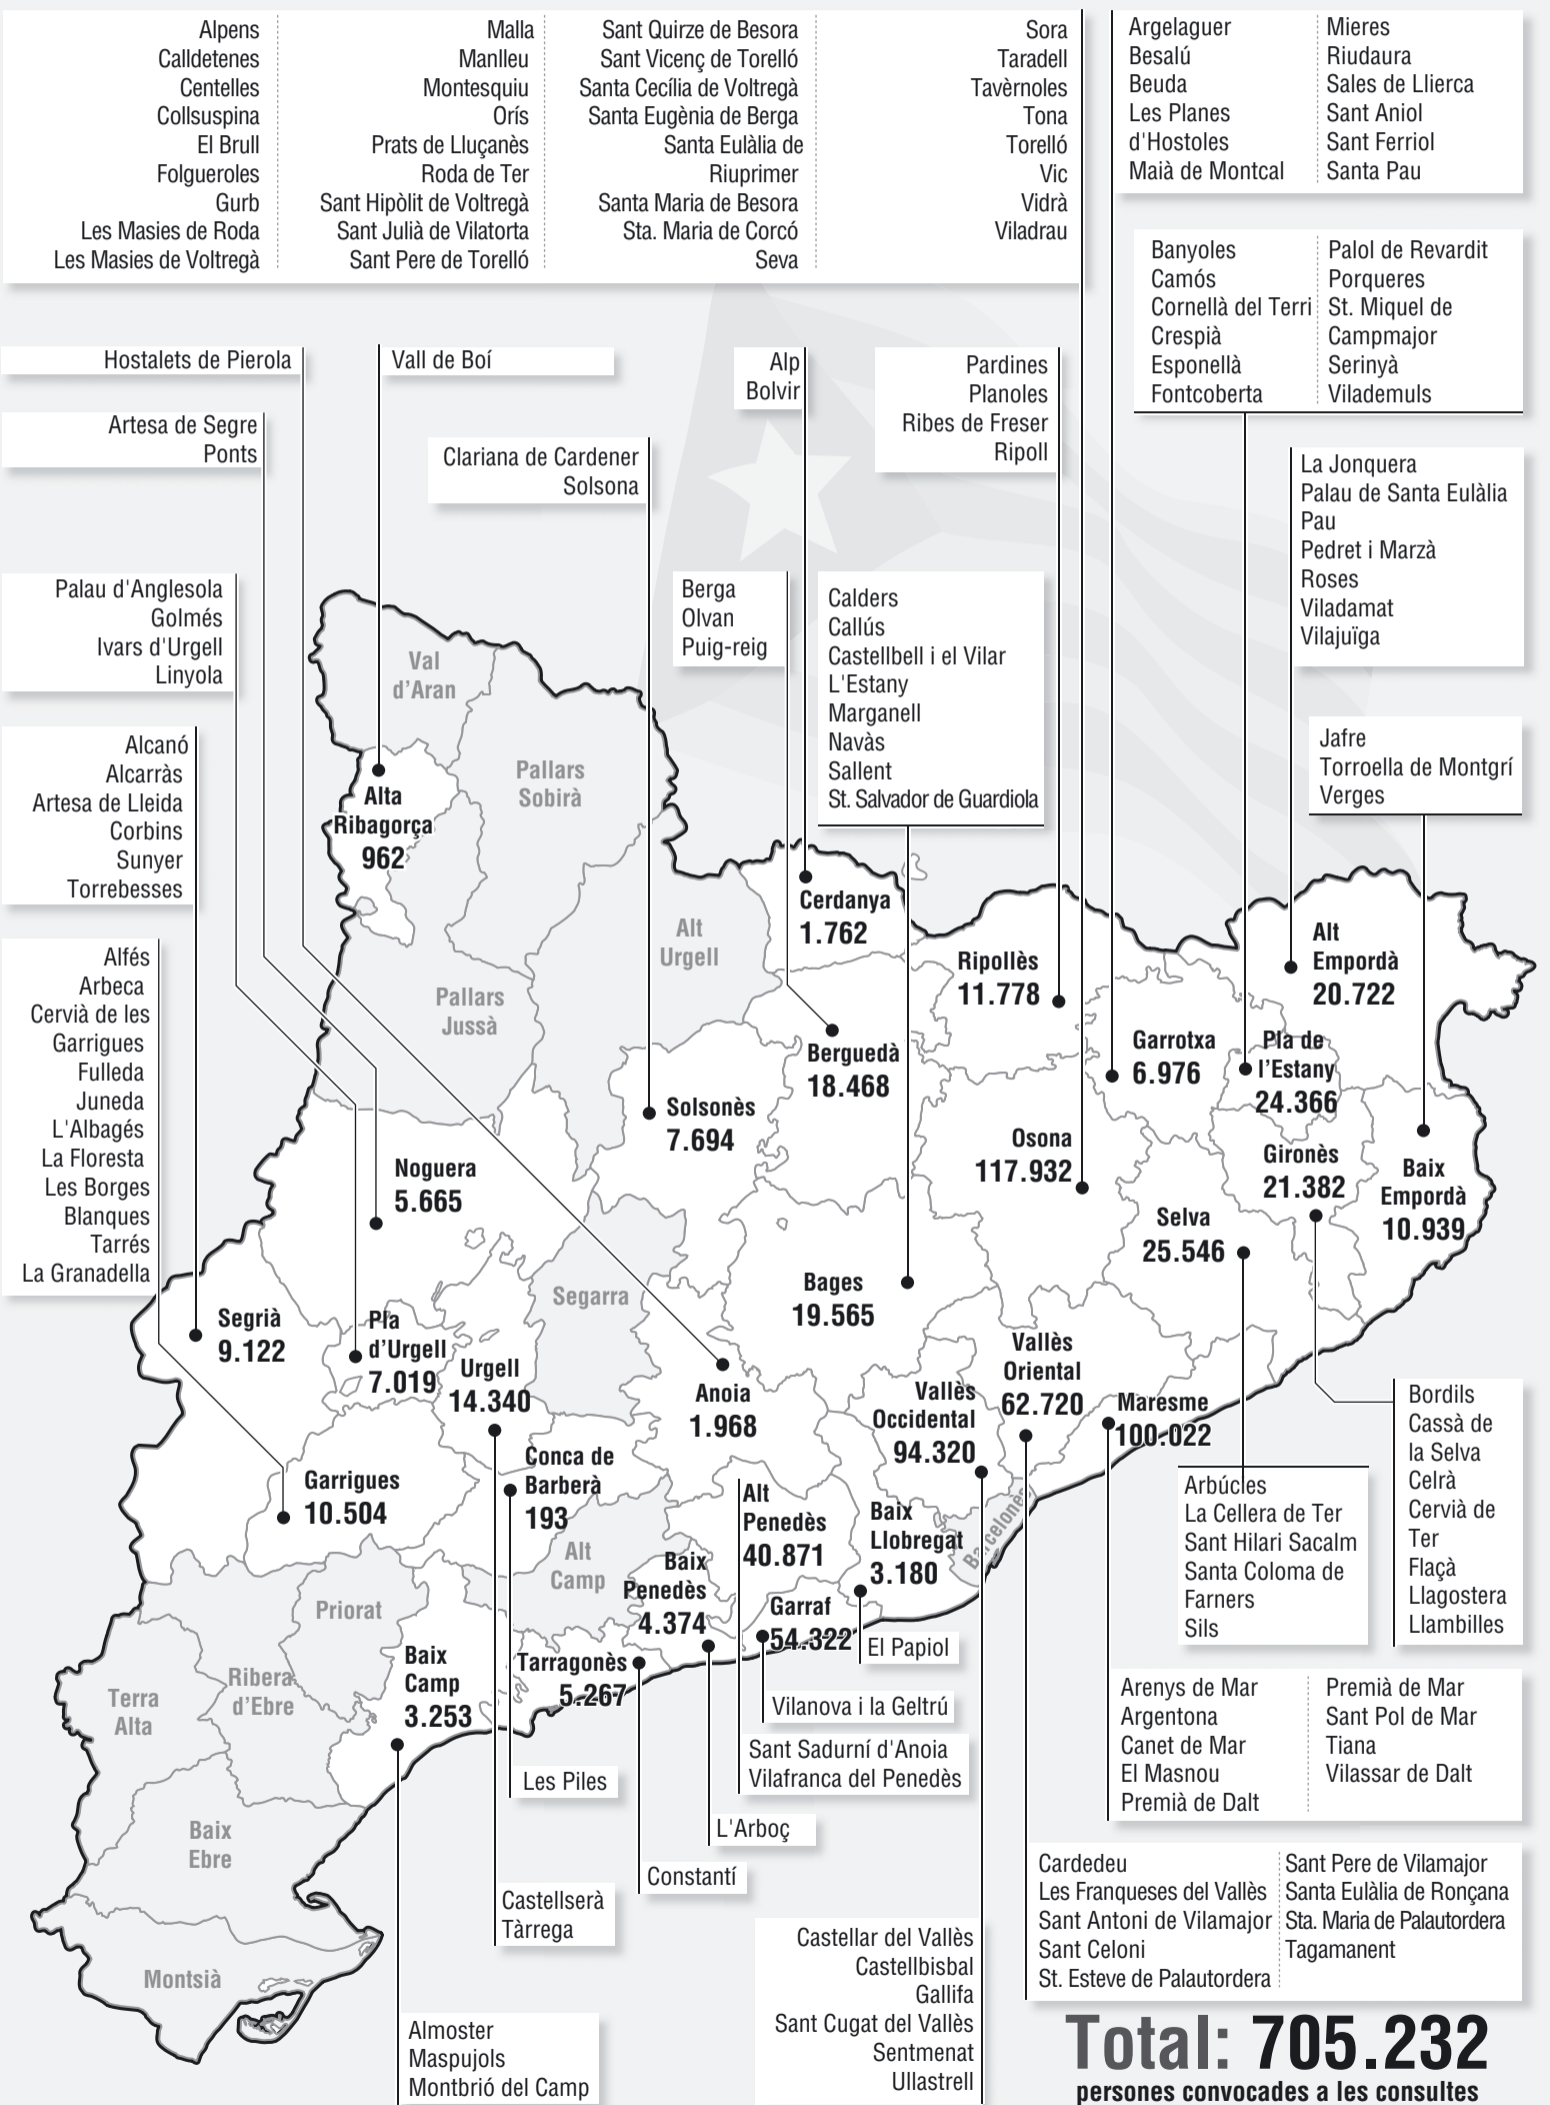 Alpens
Calldetenes
Centelles
Collsuspina
El Brull
Folgueroles
Gurb
Les Masies de Roda
Les Masies de Voltregà
Malla
Manlleu
Montesquiu
Orís
Prats de Lluçanès
Roda de Ter
Sant Hipòlit de Voltregà
Sant Julià de Vilatorta
Sant Pere de Torelló
Sant Quirze de Besora
Sant Vicenç de Torelló
Santa Cecília de Voltregà
Santa Eugènia de Berga
Santa Eulàlia de
Riuprimer
Santa Maria de Besora
Sta. Maria de Corcó
Seva
Sora
Taradell
Tavèrnoles
Tona
Torelló
Vic
Vidrà
Viladrau
Argelaguer
Besalú
Beuda
Les Planes
d'Hostoles
Maià de Montcal
Mieres
Riudaura
Sales de Llierca
Sant Aniol
Sant Ferriol
Santa Pau
Banyoles
Camós
Cornellà del Terri
Crespià
Esponellà
Fontcoberta
Palol de Revardit
Porqueres
St. Miquel de
Campmajor
Serinyà
Vilademuls
Hostalets de Pierola
Vall de Boí
Alp
Bolvir
Pardines
Planoles
Ribes de Freser
Ripoll
Artesa de Segre
Ponts
Clariana de Cardener
Solsona
La Jonquera
Palau de Santa Eulàlia
Pau
Pedret i Marzà
Roses
Viladamat
Vilajuïga
Palau d'Anglesola
Golmés
Ivars d'Urgell
Linyola
Berga
Olvan
Puig-reig
Calders
Callús
Castellbell i el Vilar
L'Estany
Marganell
Navàs
Sallent
St. Salvador de Guardiola
Jafre
Torroella de Montgrí
Verges
Alcanó
Alcarràs
Artesa de Lleida
Corbins
Sunyer
Torrebesses
Alfés
Arbeca
Cervià de les
Garrigues
Fulleda
Juneda
L'Albagés
La Floresta
Les Borges
Blanques
Tarrés
La Granadella
Val
d'Aran
Pallars
Sobirà
Alta
Ribagorça
962
Cerdanya
1.762
Alt
Urgell
Pallars
Jussà
Ripollès
11.778
Alt
Empordà
20.722
Berguedà
18.468
Garrotxa
6.976
Pla de
l'Estany
24.366
Solsonès
7.694
Osona
117.932
Gironès
21.382
Baix
Empordà
10.939
Noguera
5.665
Selva
25.546
Segarra
Bages
19.565
Segrià
9.122
Pla
d'Urgell
7.019
Urgell
14.340
Anoia
1.968
Vallès
Oriental
62.720
Vallès
Occidental
94.320
Maresme
100.022
Garrigues
10.504
Conca de
Barberà
193
Alt
Penedès
40.871
Baix
Llobregat
3.180
Barcelonès
Alt
Camp
Baix
Penedès
4.374
Garraf
54.322
Priorat
Baix
Camp
3.253
Tarragonès
5.267
Ribera
d'Ebre
Terra
Alta
Baix
Ebre
Montsià
Bordils
Cassà de
la Selva
Celrà
Cervià de
Ter
Flaçà
Llagostera
Llambilles
Arbúcies
La Cellera de Ter
Sant Hilari Sacalm
Santa Coloma de
Farners
Sils
El Papiol
Vilanova i la Geltrú
Sant Sadurní d'Anoia
Vilafranca del Penedès
Les Piles
L'Arboç
Constantí
Castellserà
Tàrrega
Arenys de Mar
Argentona
Canet de Mar
El Masnou
Premià de Dalt
Premià de Mar
Sant Pol de Mar
Tiana
Vilassar de Dalt
Cardedeu
Les Franqueses del Vallès
Sant Antoni de Vilamajor
Sant Celoni
St. Esteve de Palautordera
Sant Pere de Vilamajor
Santa Eulàlia de Ronçana
Sta. Maria de Palautordera
Tagamanent
Castellar del Vallès
Castellbisbal
Gallifa
Sant Cugat del Vallès
Sentmenat
Ullastrell
Almoster
Maspujols
Montbrió del Camp
Total: 705.232
persones convocades a les consultes